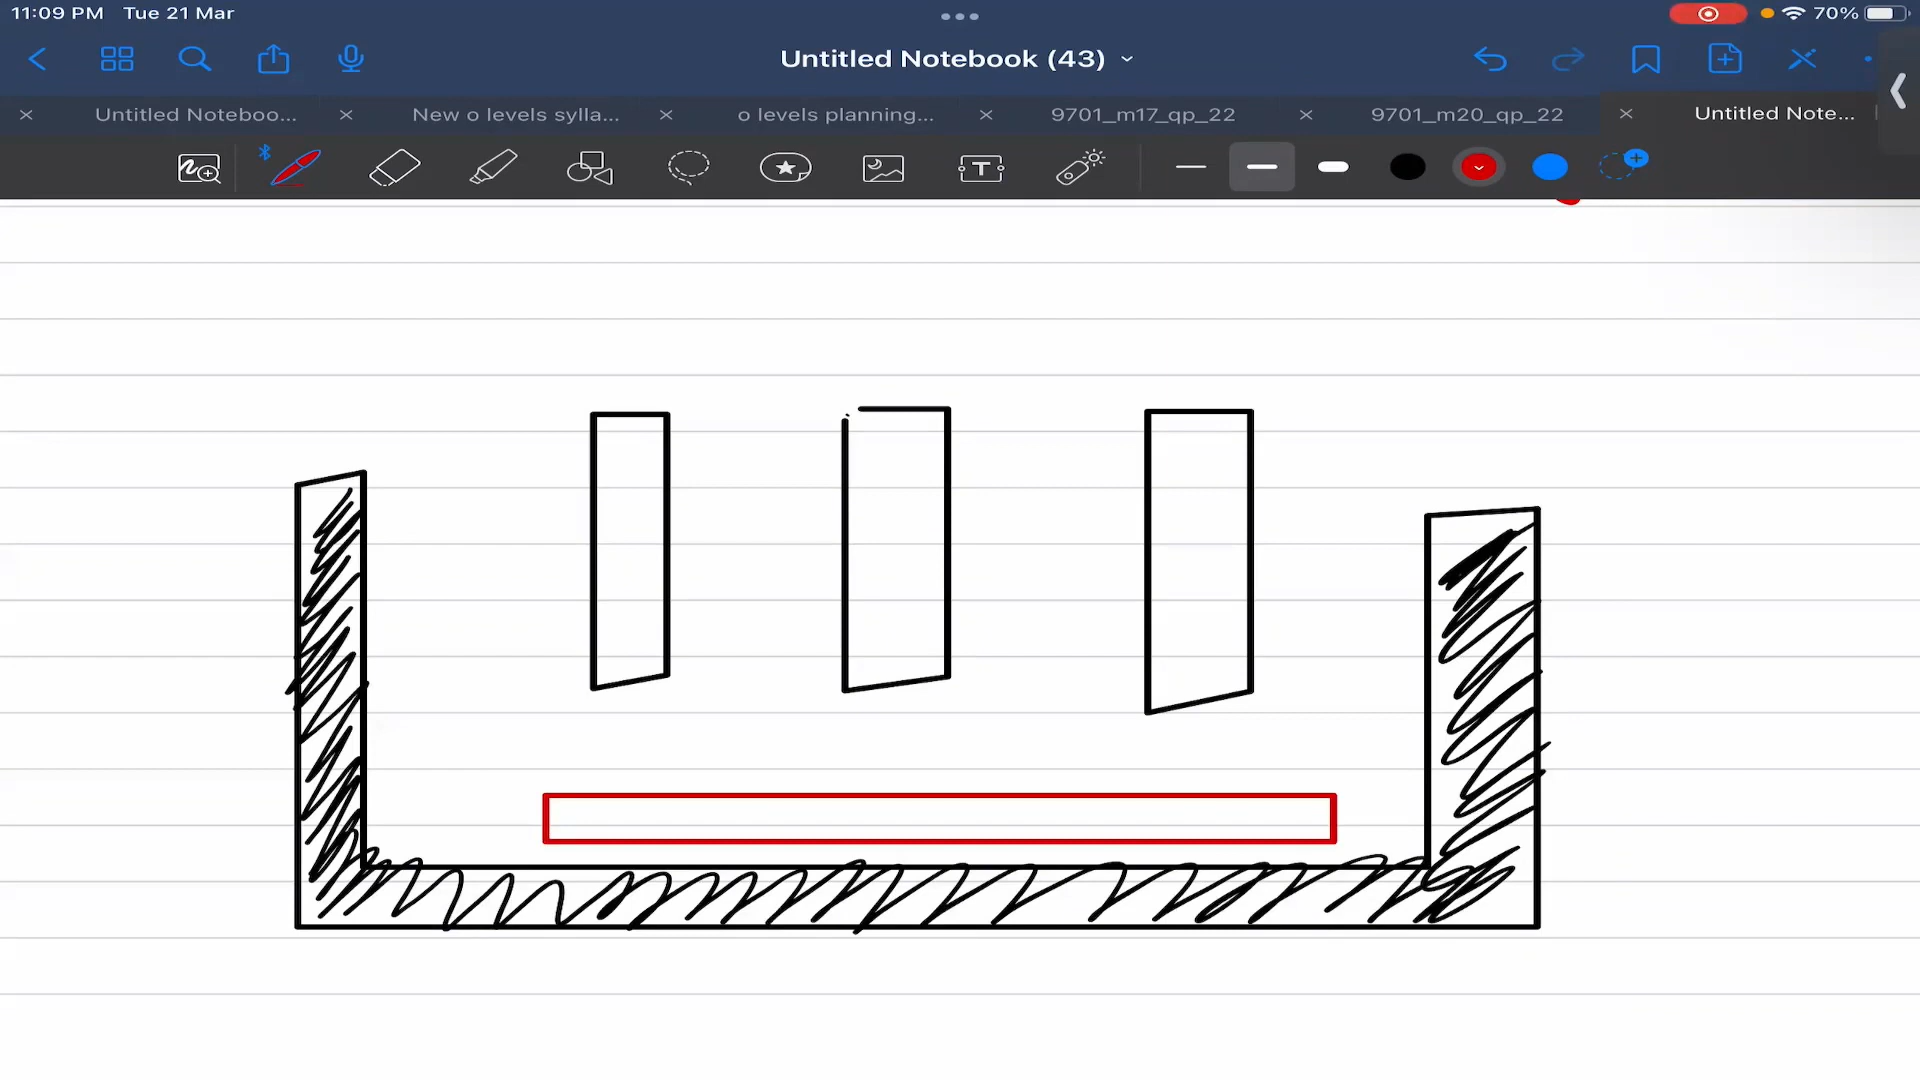 11:09 PM Tue 21 Mar
70%
Untitled Notebook (43)
Untitled Noteboo...
New o levels sylla...
o levels planning...
9701_m17_qp_22
9701_m20_qp_22
Untitled Note...
T